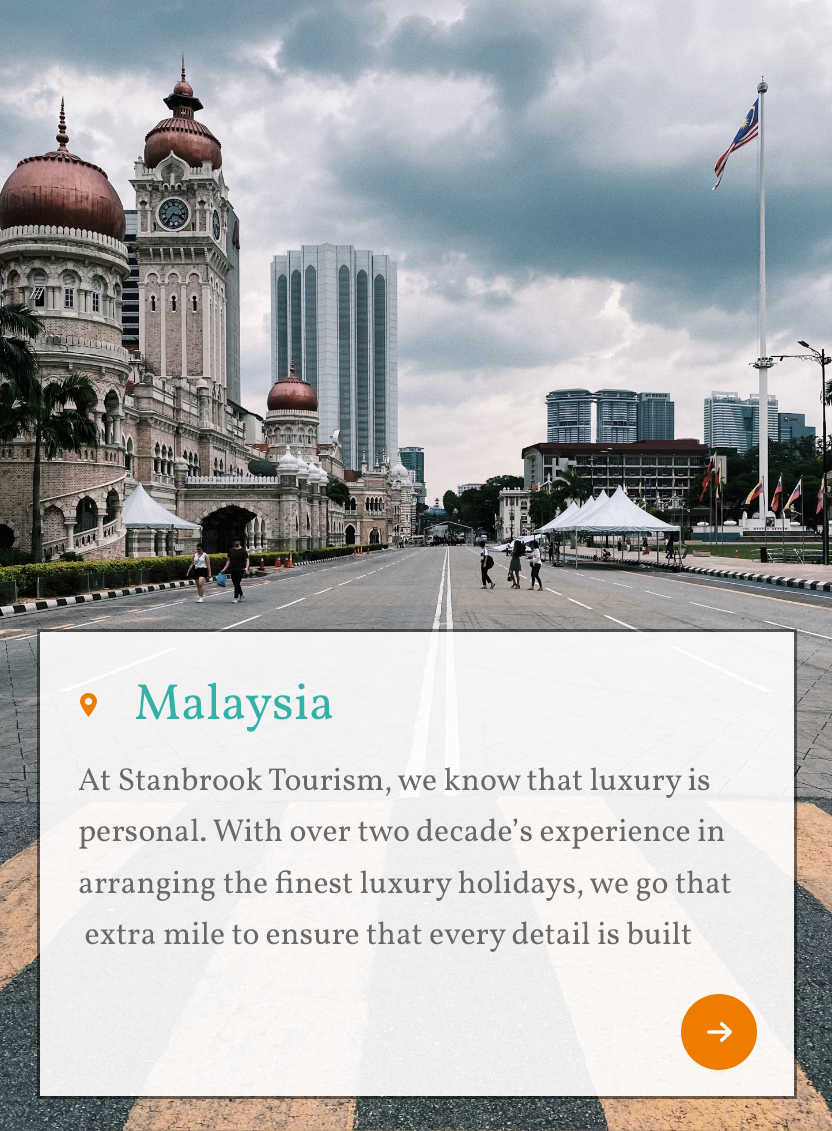 Malaysia
At Stanbrook Tourism, we know that luxury is
personal. With over two decade’s experience in
arranging the finest luxury holidays, we go that
extra mile to ensure that every detail is built